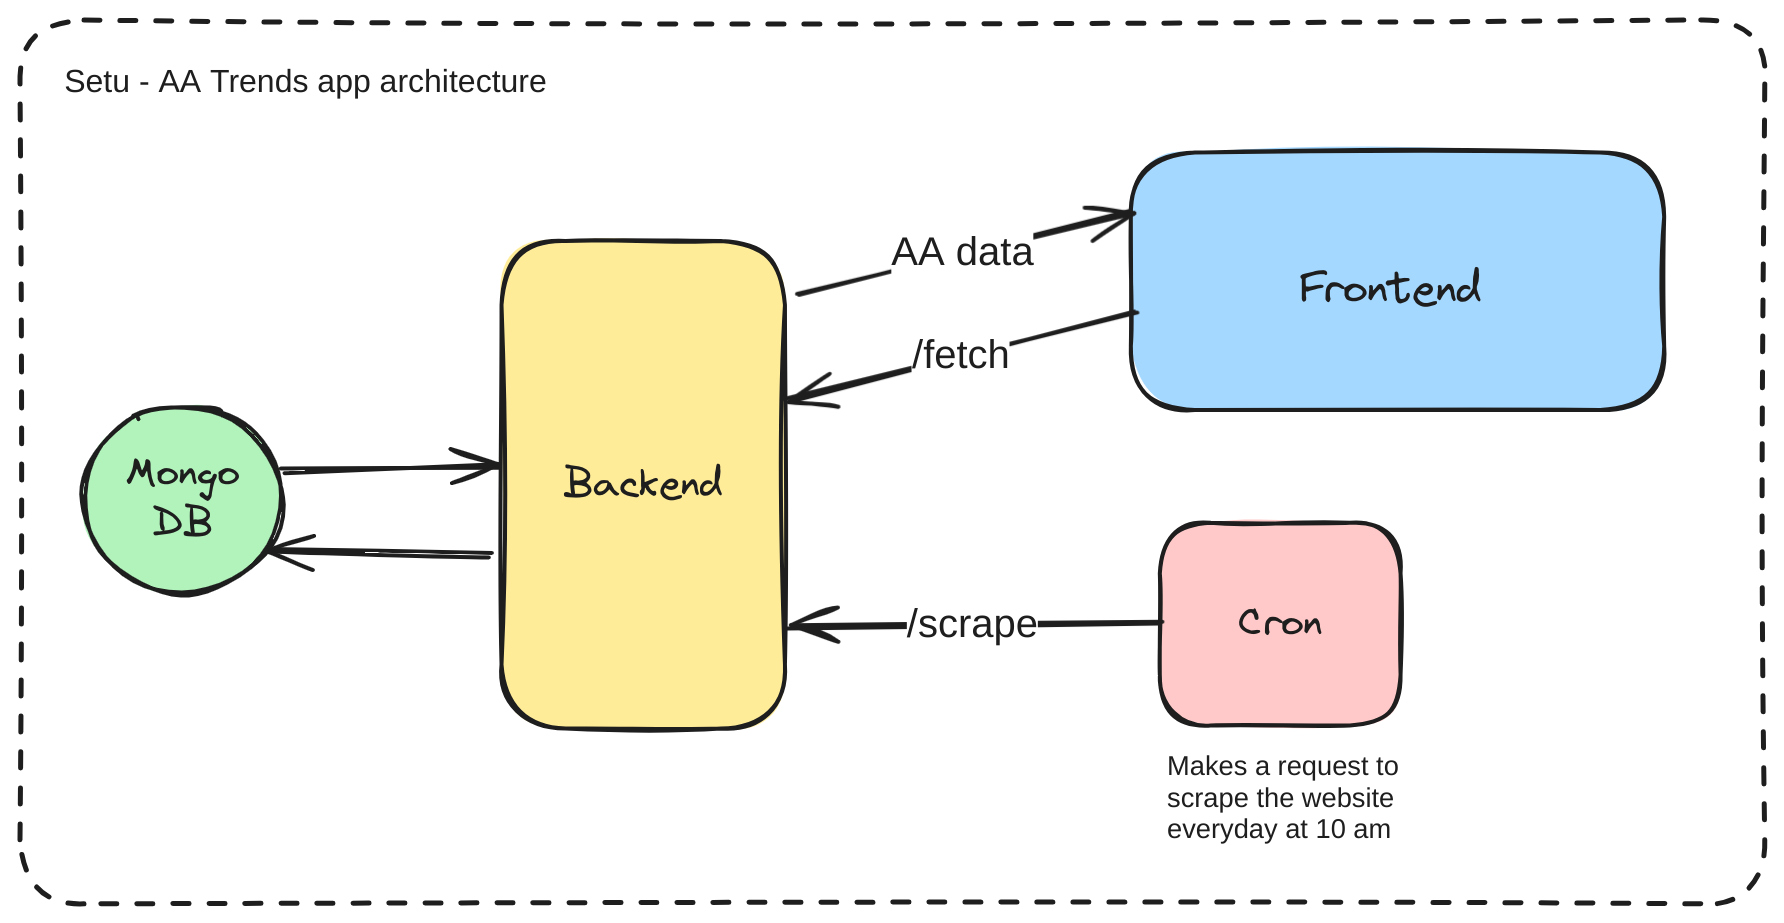 Setu - AA Trends app architecture
AA data
Frontend
/fetch
Mongo
DB
Backend
/scrape
Cron
Makes a request to
scrape the website
everyday at 10 am